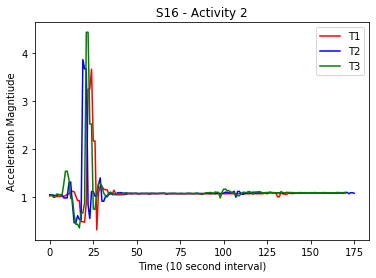 S16 - Activity 2
T1
T2
T3
Acceleration Magntiude
4
3
2
1
0
25
50
75
100
125
150
175
Time (10 second interval)